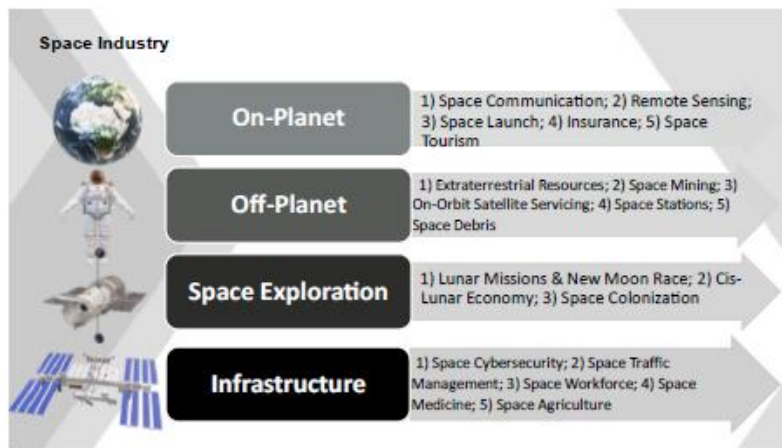 Space Industry
On-Planet
1) Space Communication; 2) Remote Sensing;
3) Space Launch; 4) Insurance; 5) Space
Tourism
Off-Planet
1) Extraterrestrial Resources; 2) Space Mining; 3)
On-Orbit Satellite Servicing; 4) Space Stations; 5)
Space Debris
Space Exploration
1) Lunar Missions & New Moon Race; 2) Cis-
Lunar Economy; 3) Space Colonization
Infrastructure
1) Space Cybersecurity; 2) Space Traffic
Management; 3) Space Workforce; 4) Space
Medicine; 5) Space Agriculture